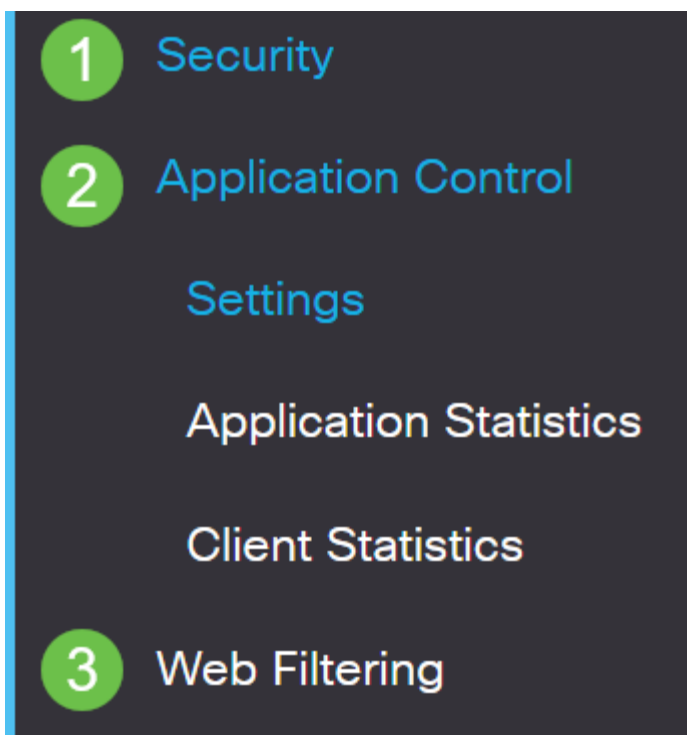 1 Security
2 Application Control
Settings
Application Statistics
Client Statistics
3 Web Filtering